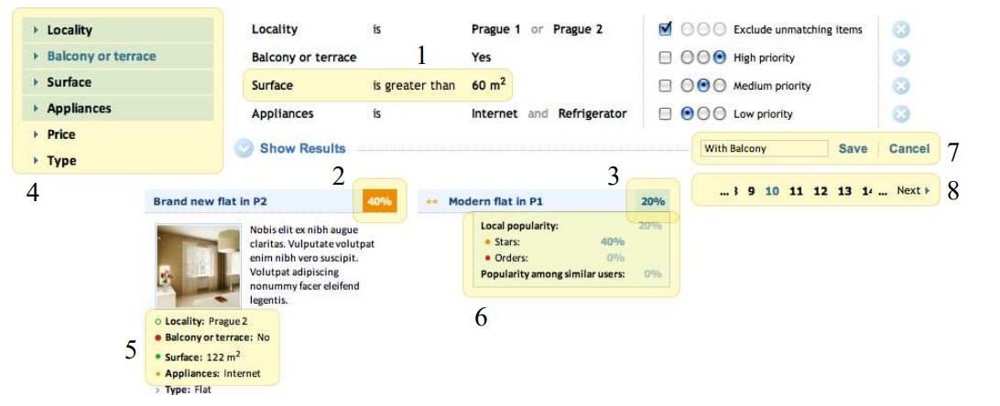 Locality
Balcony or terrace
Surface
Appliances
Price
Type
4
Locality is Prague 1 or Prague 2
1
Balcony or terrace Yes
Surface is greater than 60 m²
Appliances is Internet and Refrigerator
Exclude unmatching items
High priority
Medium priority
Low priority
Show Results
With Balcony Save Cancel
7
... 9 10 11 12 13 14 ... Next
8
2
Brand new flat in P2 40%
Nobis elit ex nibh augue
claritas. Vulputate volutpat
enim nibh vero suscipit.
Volutpat adipiscing
nonummy facer eleifend
legentis.
5
Locality: Prague 2
Balcony or terrace: No
Surface: 122 m²
Appliances: Internet
Type: Flat
3
Modern flat in P1 20%
Local popularity: 20%
Stars: 40%
Orders: 0%
Popularity among similar users: 0%
6